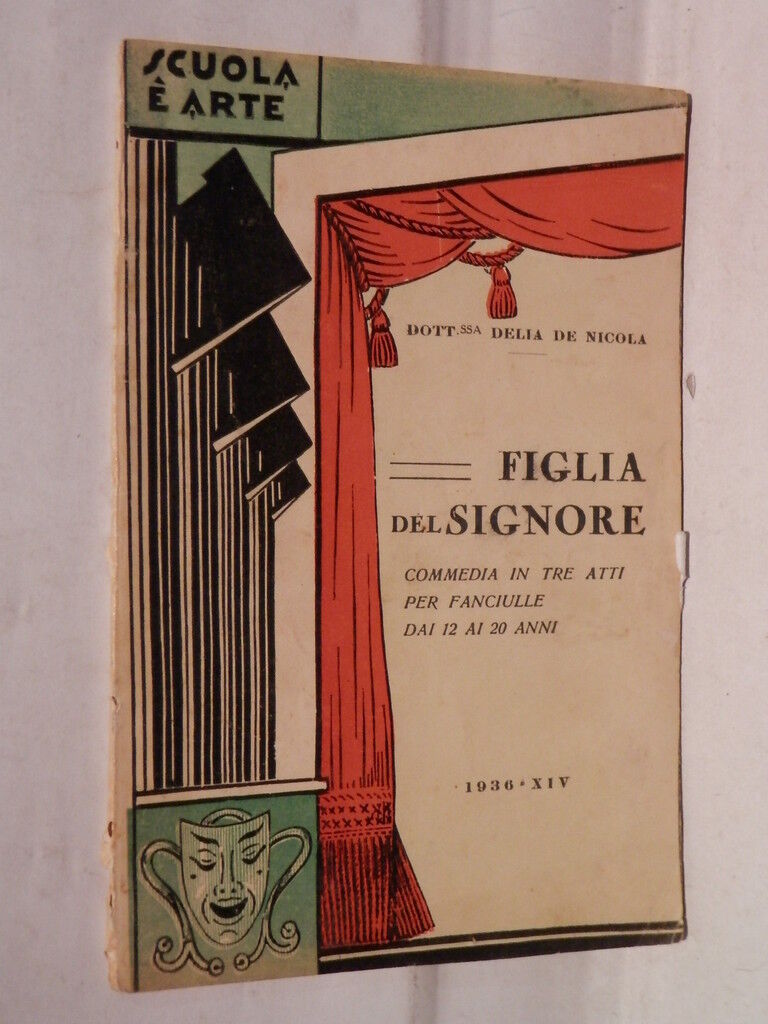 SCUOLA
È ARTE
DOTT.SSA DELIA DE NICOLA
FIGLIA
DEL SIGNORE
COMMEDIA IN TRE ATTI
PER FANCIULLE
DAI 12 AI 20 ANNI
1936 - XIV